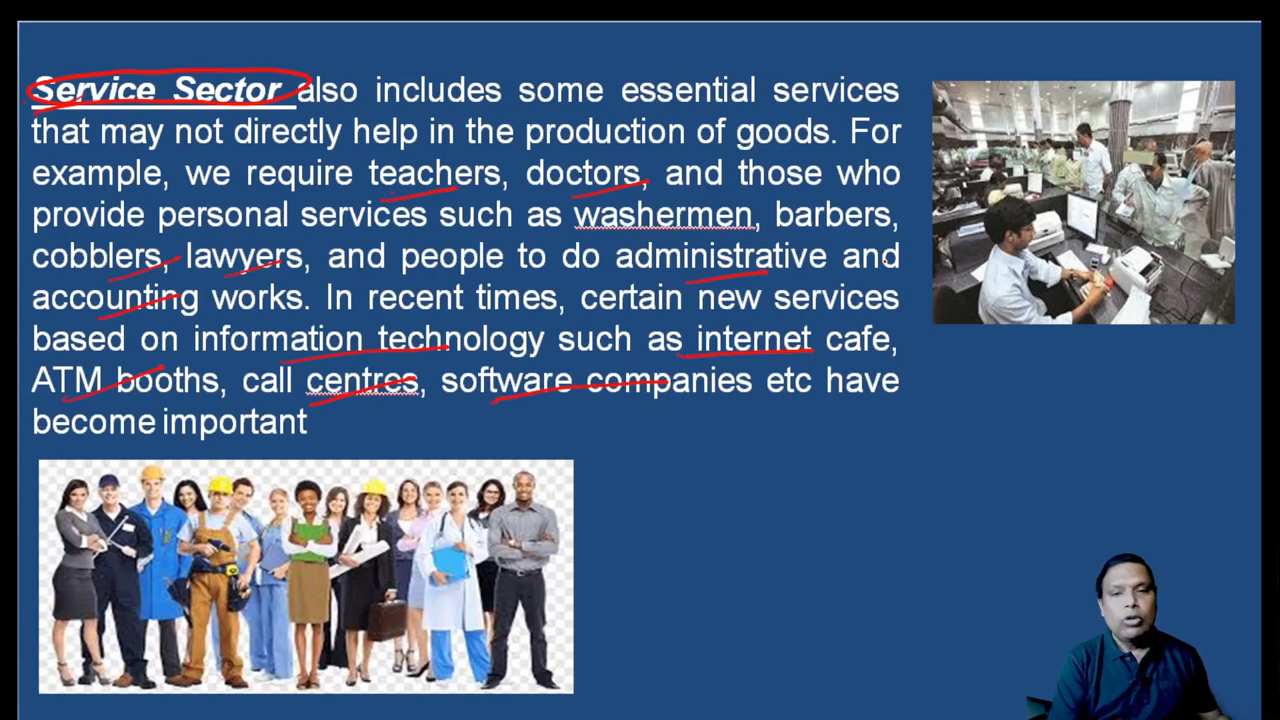 Service Sector also includes some essential services
that may not directly help in the production of goods. For
example, we require teachers, doctors, and those who
provide personal services such as washermen, barbers,
cobblers, lawyers, and people to do administrative and
accounting works. In recent times, certain new services
based on information technology such as internet cafe,
ATM booths, call centres, software companies etc have
become important